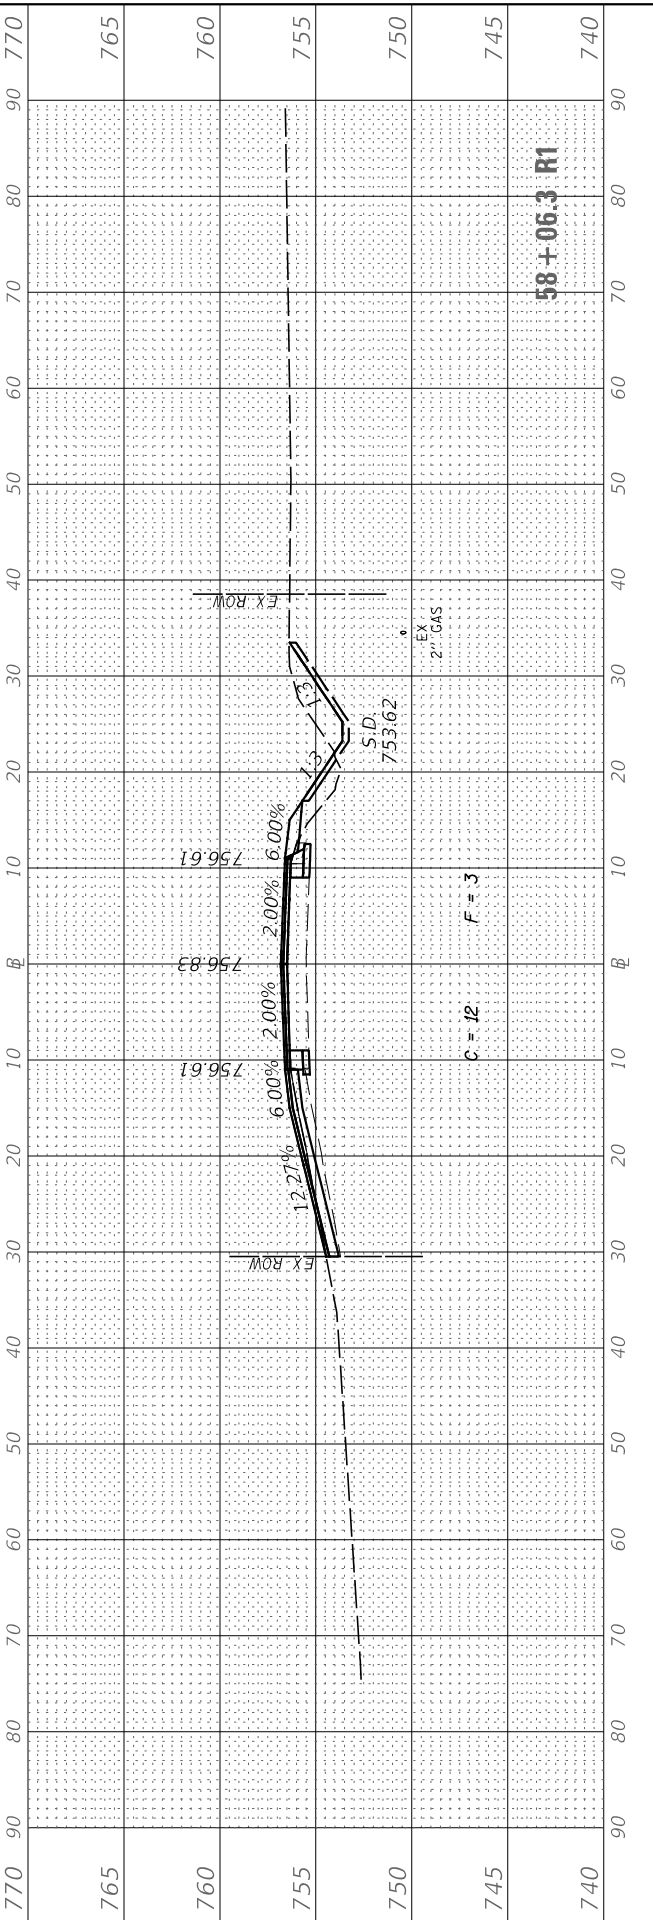 770 770
90 80 70 60 50 40 30 20 10 BL 10 20 30 40 50 60 70 80 90
765 765
760 760
756.61 756.83 756.61
EX ROW EX ROW
12.27% 6.00% 2.00% 2.00% 6.00% 1:3 1:3
755 755
S.D.
753.62
750 750
EX
2" GAS
C = 12 F = 3
745 745
58+06.3 R1
740 740
90 80 70 60 50 40 30 20 10 BL 10 20 30 40 50 60 70 80 90